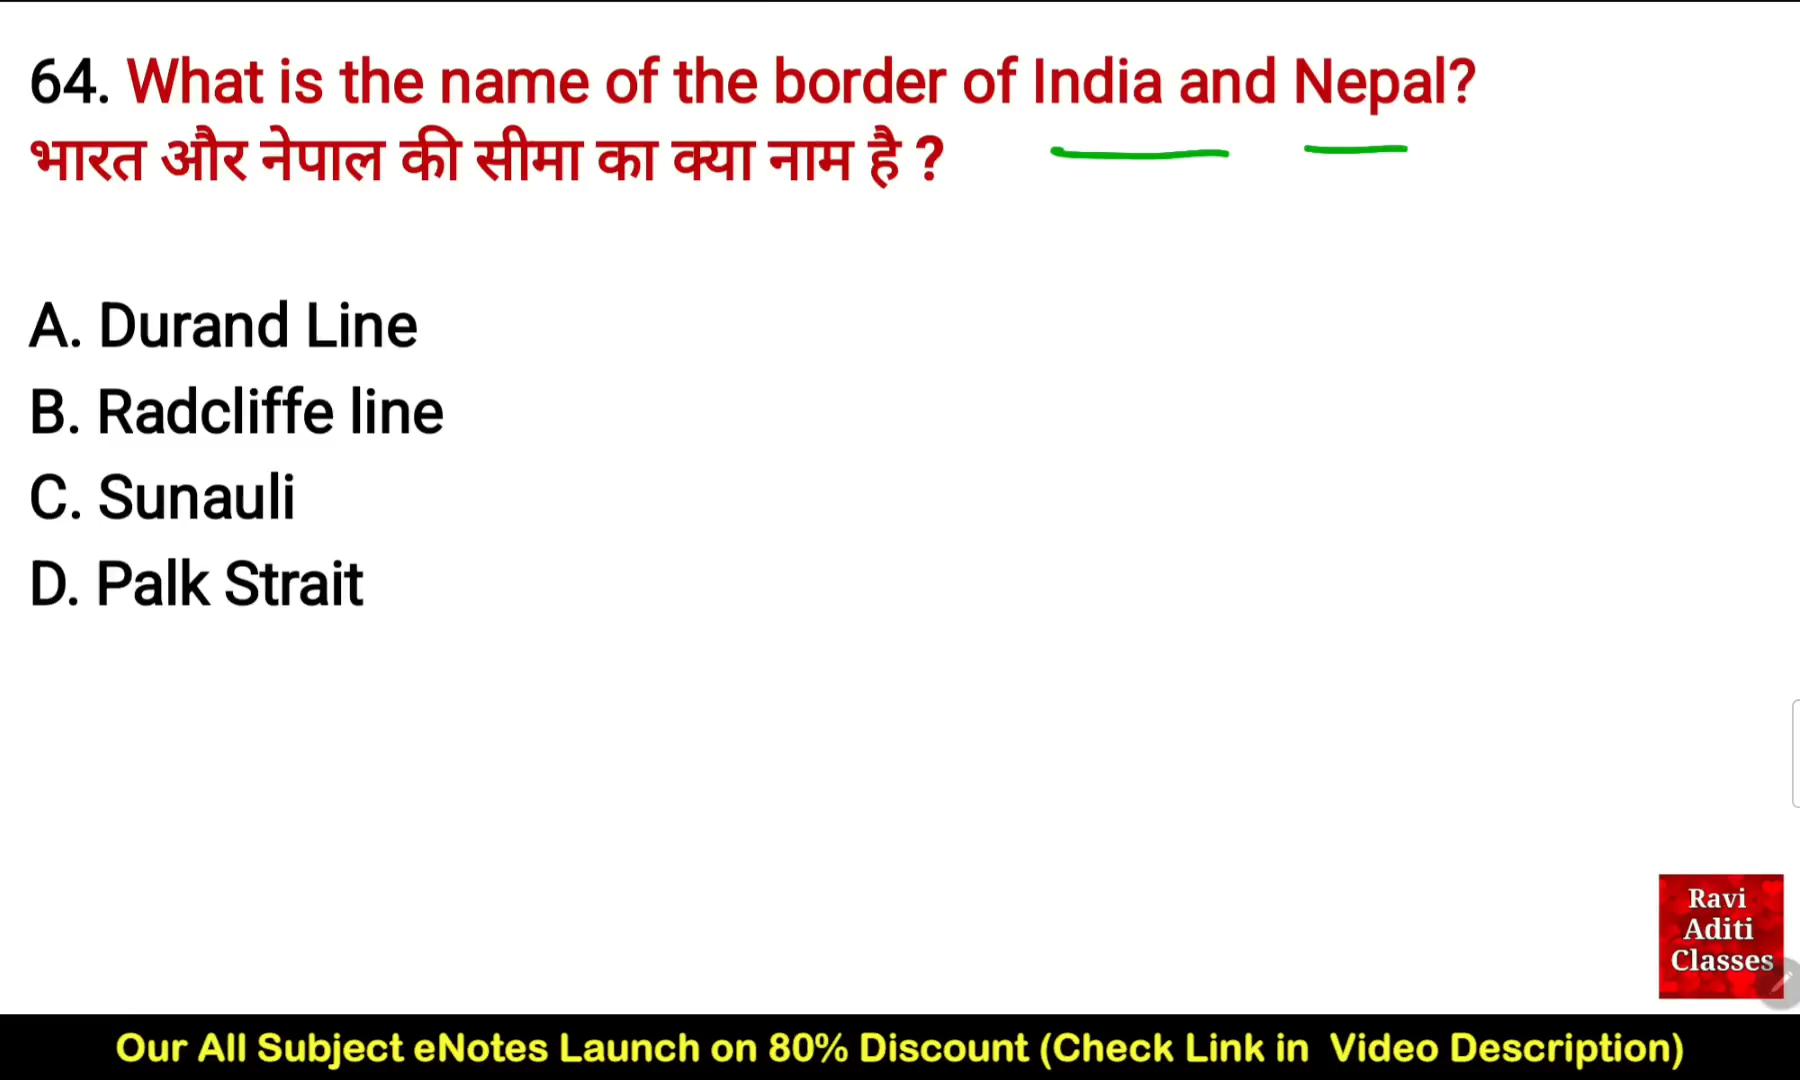 64. What is the name of the border of India and Nepal?
भारत और नेपाल की सीमा का क्या नाम है ?
A. Durand Line
B. Radcliffe line
C. Sunauli
D. Palk Strait
Ravi
Aditi
Classes
Our All Subject eNotes Launch on 80% Discount (Check Link in Video Description)